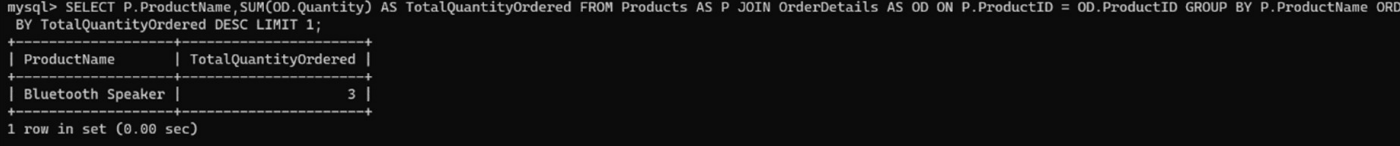 mysql> SELECT P.ProductName,SUM(OD.Quantity) AS TotalQuantityOrdered FROM Products AS P JOIN OrderDetails AS OD ON P.ProductID = OD.ProductID GROUP BY P.ProductName ORD
 BY TotalQuantityOrdered DESC LIMIT 1;
+-------------------+----------------------+
| ProductName       | TotalQuantityOrdered |
+-------------------+----------------------+
| Bluetooth Speaker |                    3 |
+-------------------+----------------------+
1 row in set (0.00 sec)